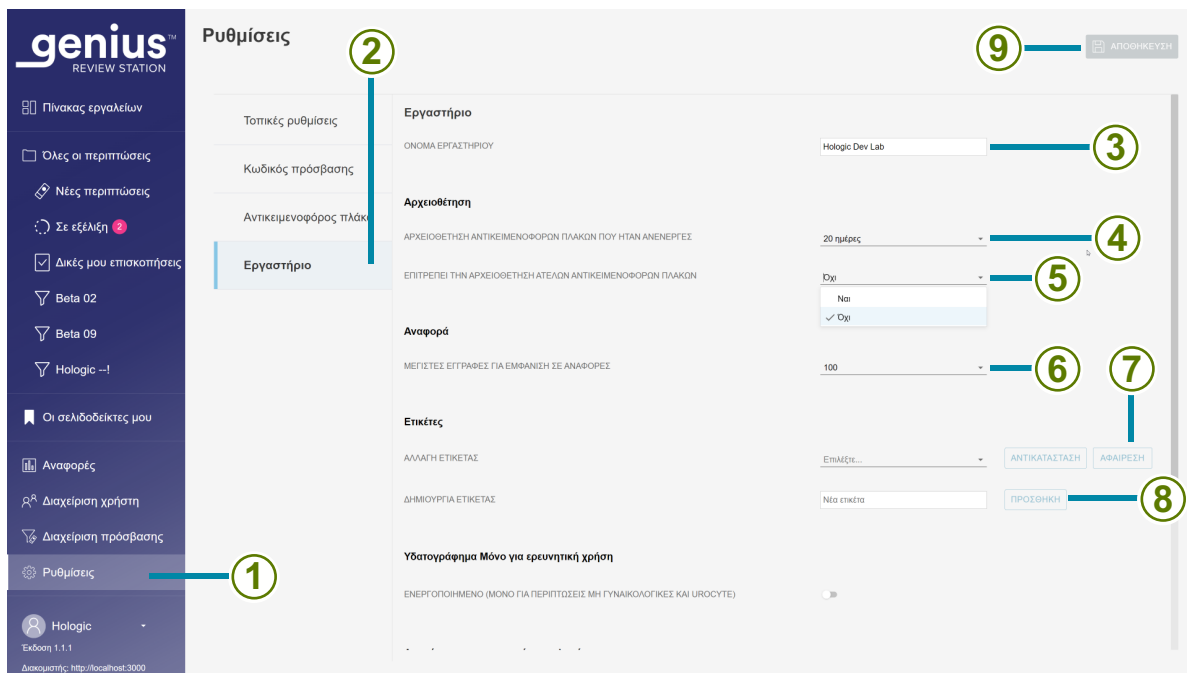 genius™
REVIEW STATION
Πίνακας εργαλείων
Όλες οι περιπτώσεις
Νέες περιπτώσεις
Σε εξέλιξη 2
Δικές μου επισκοπήσεις
Beta 02
Beta 09
Hologic --!
Οι σελιδοδείκτες μου
Αναφορές
Διαχείριση χρήστη
Διαχείριση πρόσβασης
Ρυθμίσεις
1
Hologic
Έκδοση 1.1.1
Διακομιστής: http://localhost:3000
Ρυθμίσεις
2
9
ΑΠΟΘΗΚΕΥΣΗ
Τοπικές ρυθμίσεις
Κωδικός πρόσβασης
Αντικειμενοφόρος πλάκα
Εργαστήριο
Εργαστήριο
ΟΝΟΜΑ ΕΡΓΑΣΤΗΡΙΟΥ
Hologic Dev Lab
3
Αρχειοθέτηση
ΑΡΧΕΙΟΘΕΤΗΣΗ ΑΝΤΙΚΕΙΜΕΝΟΦΟΡΩΝ ΠΛΑΚΩΝ ΠΟΥ ΗΤΑΝ ΑΝΕΝΕΡΓΕΣ
20 ημέρες
4
ΕΠΙΤΡΕΠΕΙ ΤΗΝ ΑΡΧΕΙΟΘΕΤΗΣΗ ΑΤΕΛΩΝ ΑΝΤΙΚΕΙΜΕΝΟΦΟΡΩΝ ΠΛΑΚΩΝ
Όχι
5
Ναι
Όχι
Αναφορά
ΜΕΓΙΣΤΕΣ ΕΓΓΡΑΦΕΣ ΓΙΑ ΕΜΦΑΝΙΣΗ ΣΕ ΑΝΑΦΟΡΕΣ
100
6
7
Ετικέτες
ΑΛΛΑΓΗ ΕΤΙΚΕΤΑΣ
Επιλέξτε...
ΑΝΤΙΚΑΤΑΣΤΑΣΗ
ΑΦΑΙΡΕΣΗ
ΔΗΜΙΟΥΡΓΙΑ ΕΤΙΚΕΤΑΣ
Νέα ετικέτα
ΠΡΟΣΘΗΚΗ
8
Υδατογράφημα Μόνο για ερευνητική χρήση
ΕΝΕΡΓΟΠΟΙΗΜΕΝΟ (ΜΟΝΟ ΓΙΑ ΠΕΡΙΠΤΩΣΕΙΣ ΜΗ ΓΥΝΑΙΚΟΛΟΓΙΚΕΣ ΚΑΙ UROCYTE)